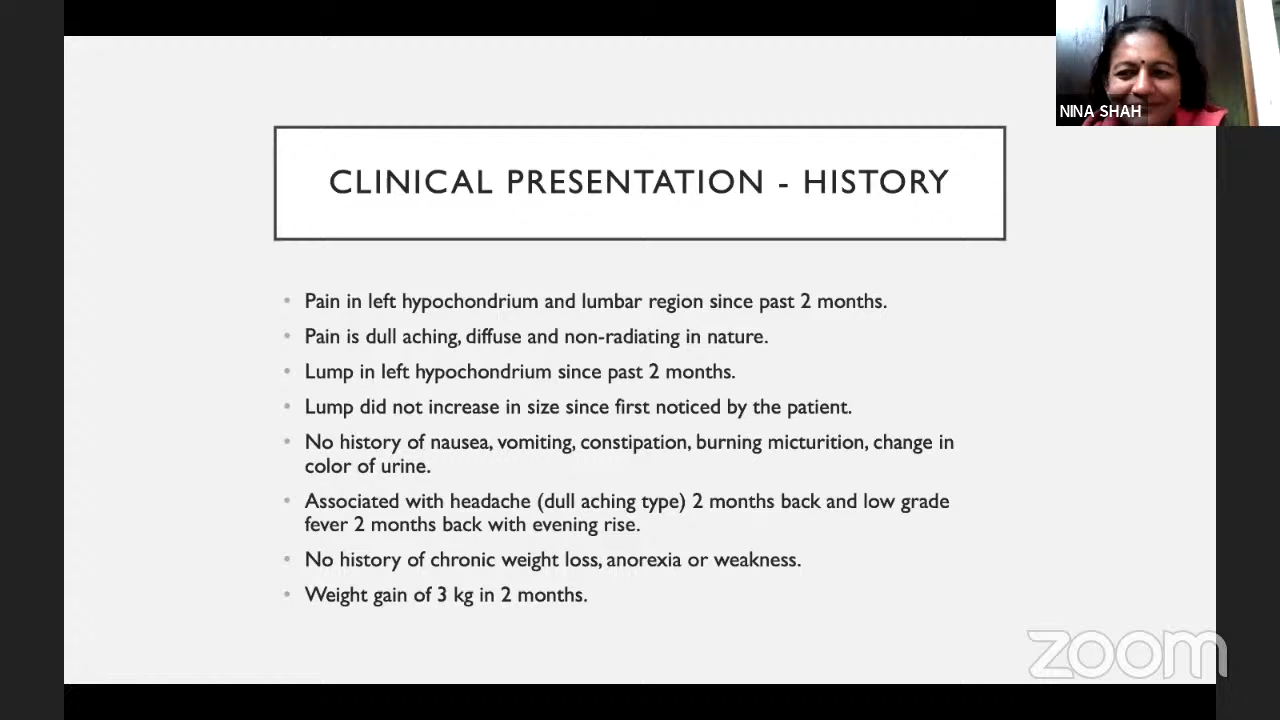 NINA SHAH
CLINICAL PRESENTATION - HISTORY
• Pain in left hypochondrium and lumbar region since past 2 months.
• Pain is dull aching, diffuse and non-radiating in nature.
• Lump in left hypochondrium since past 2 months.
• Lump did not increase in size since first noticed by the patient.
• No history of nausea, vomiting, constipation, burning micturition, change in
color of urine.
• Associated with headache (dull aching type) 2 months back and low grade
fever 2 months back with evening rise.
• No history of chronic weight loss, anorexia or weakness.
• Weight gain of 3 kg in 2 months.
zoom